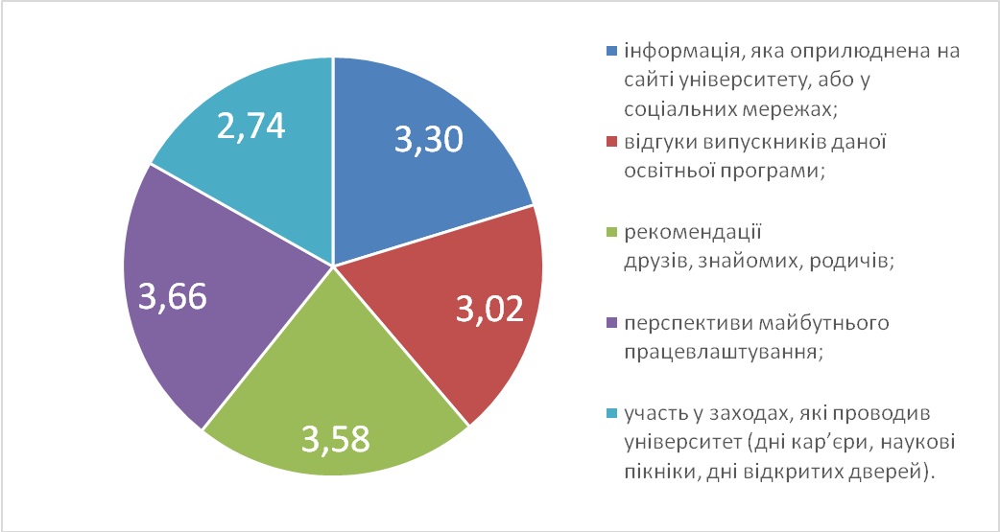 3,30
3,02
3,58
3,66
2,74
інформація, яка оприлюднена на
сайті університету, або у
соціальних мережах;
відгуки випускників даної
освітньої програми;
рекомендації
друзів, знайомих, родичів;
перспективи майбутнього
працевлаштування;
участь у заходах, які проводив
університет (дні кар’єри, наукові
пікніки, дні відкритих дверей).